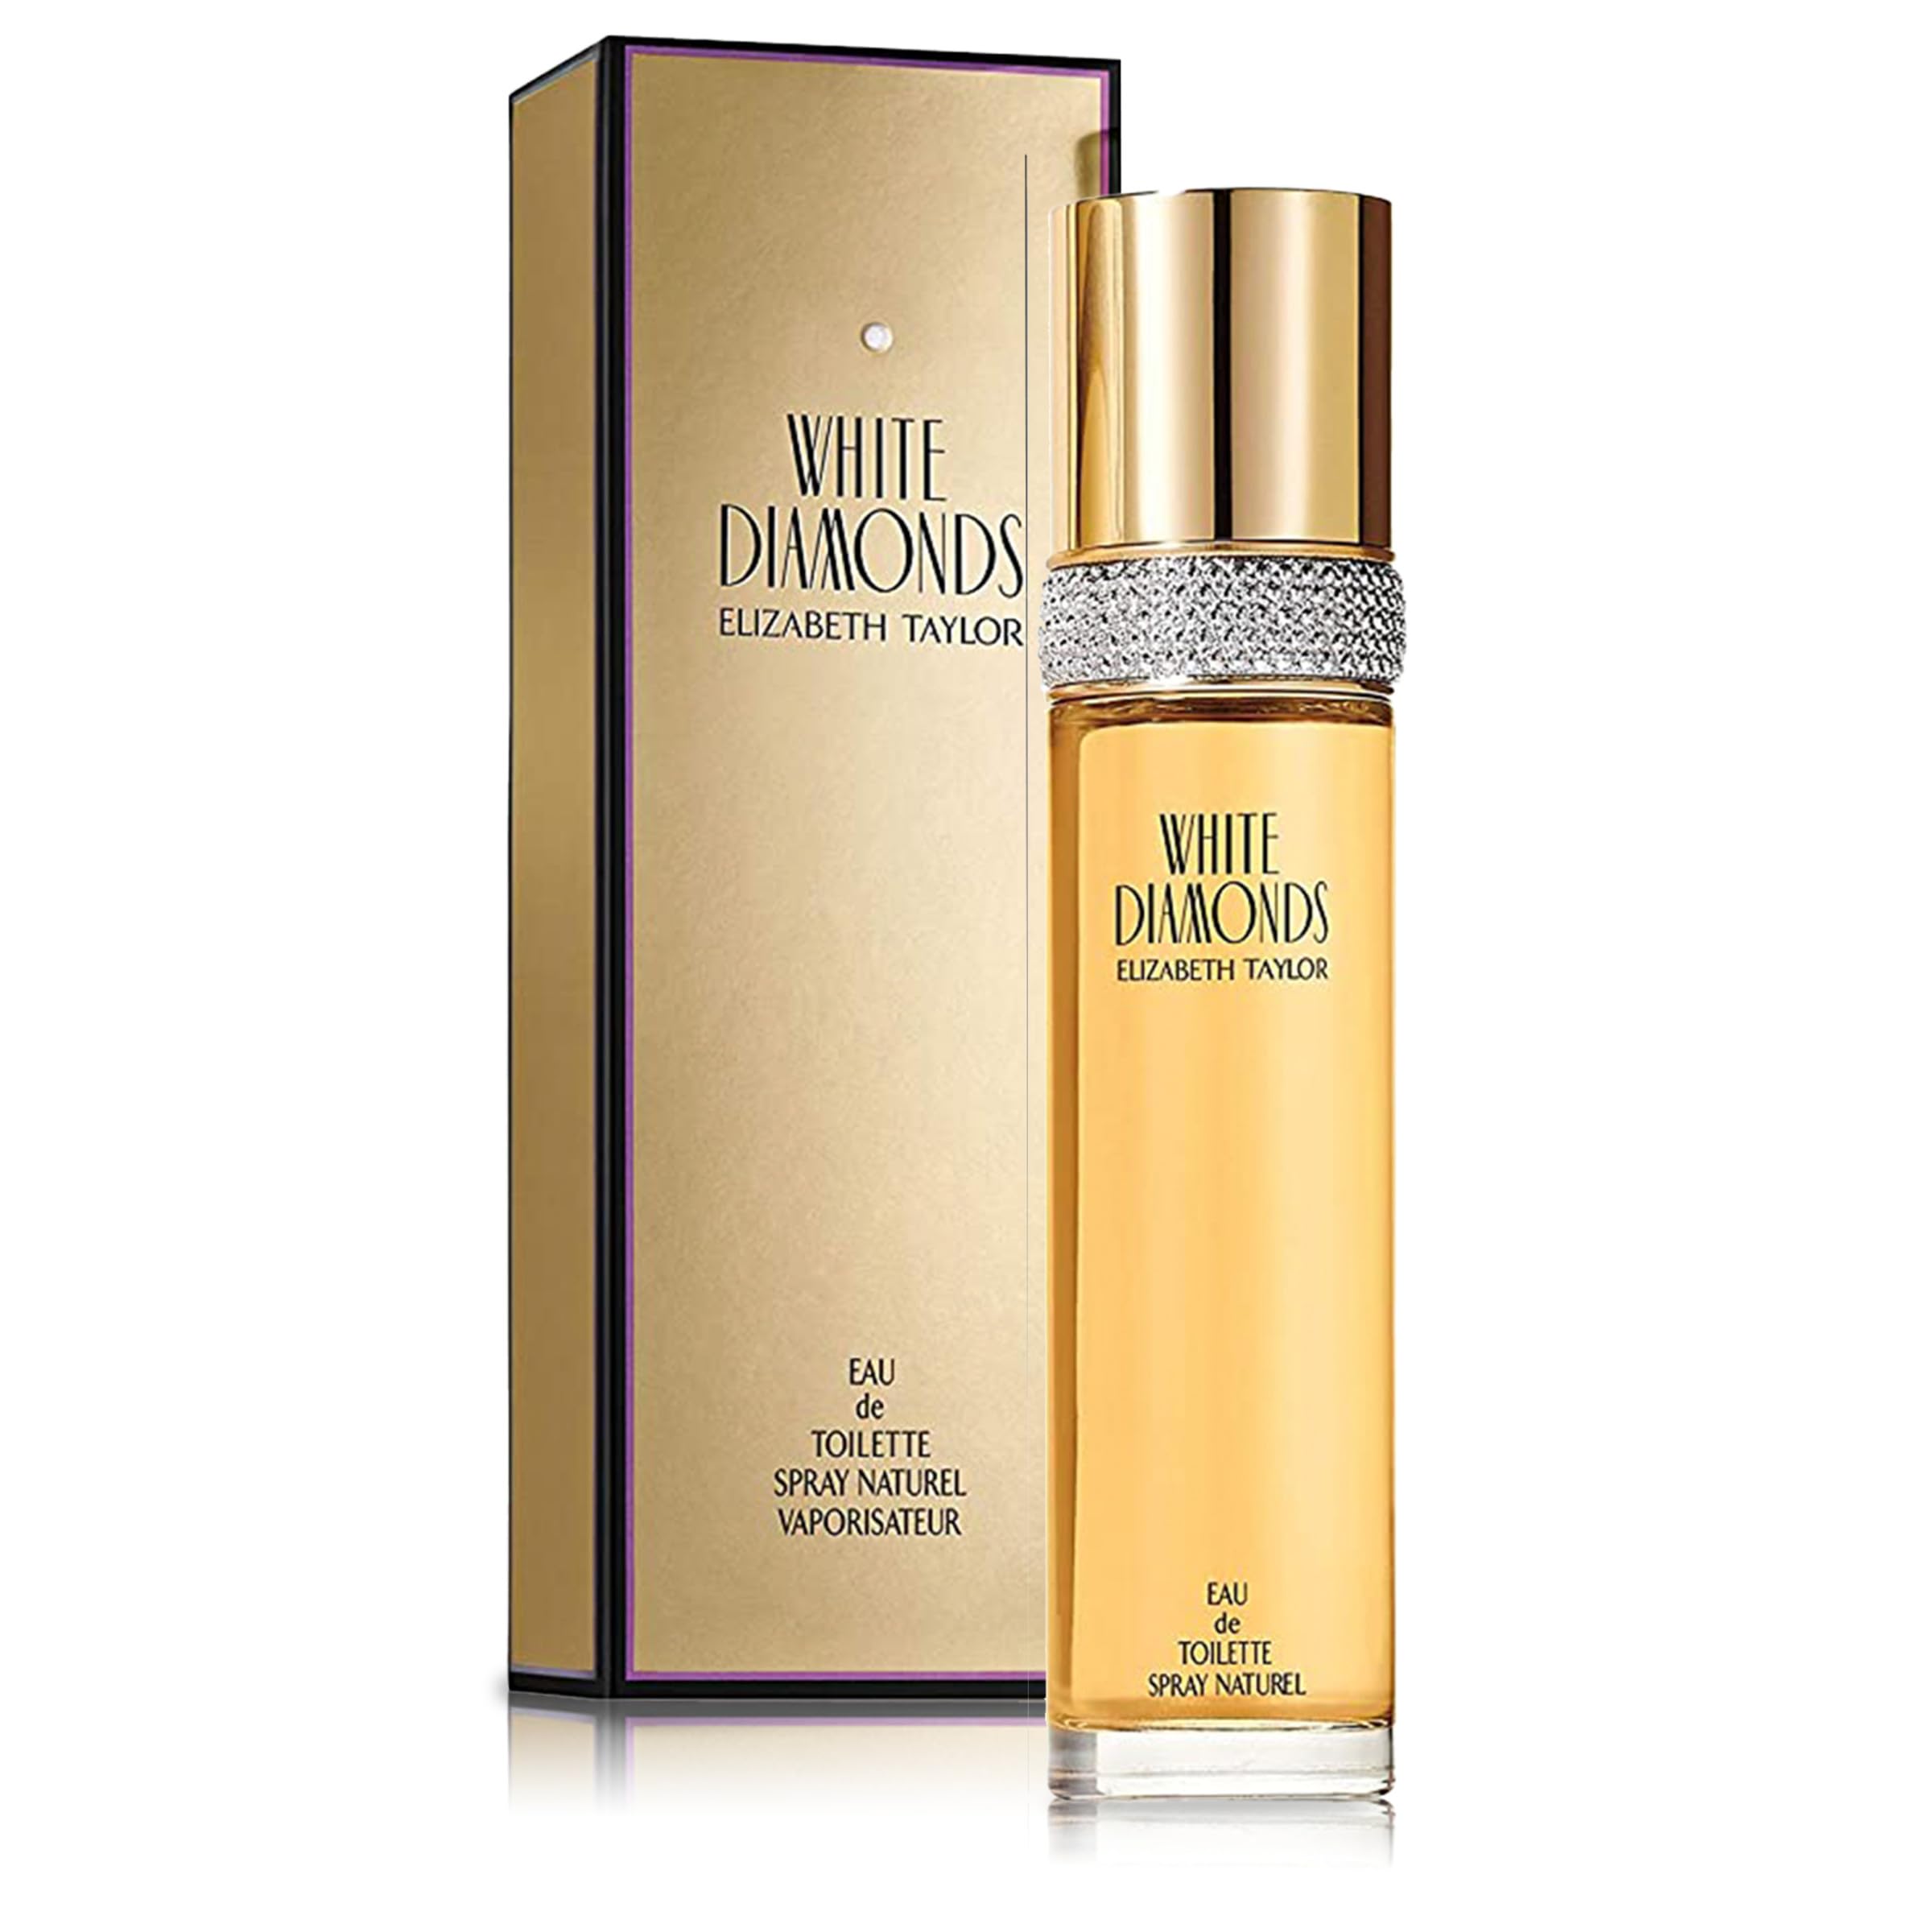 WHITE
DIAMONDS
ELIZABETH TAYLOR
EAU
de
TOILETTE
SPRAY NATUREL
VAPORISATEUR
WHITE
DIAMONDS
ELIZABETH TAYLOR
EAU
de
TOILETTE
SPRAY NATUREL